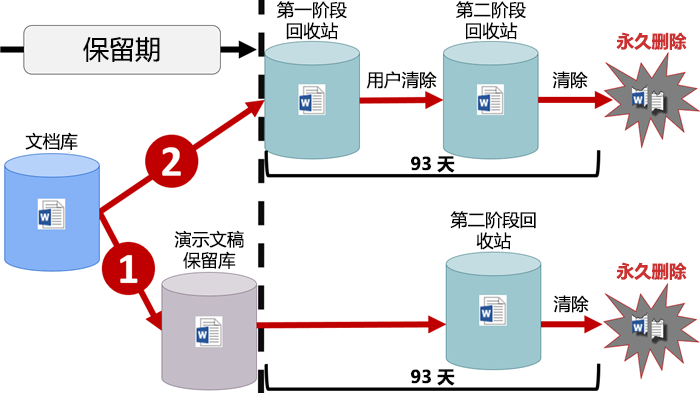 保留期
第一阶段
回收站
第二阶段
回收站
永久删除
用户清除
清除
93 天
文档库
2
1
演示文稿
保留库
第二阶段回
收站
永久删除
清除
93 天